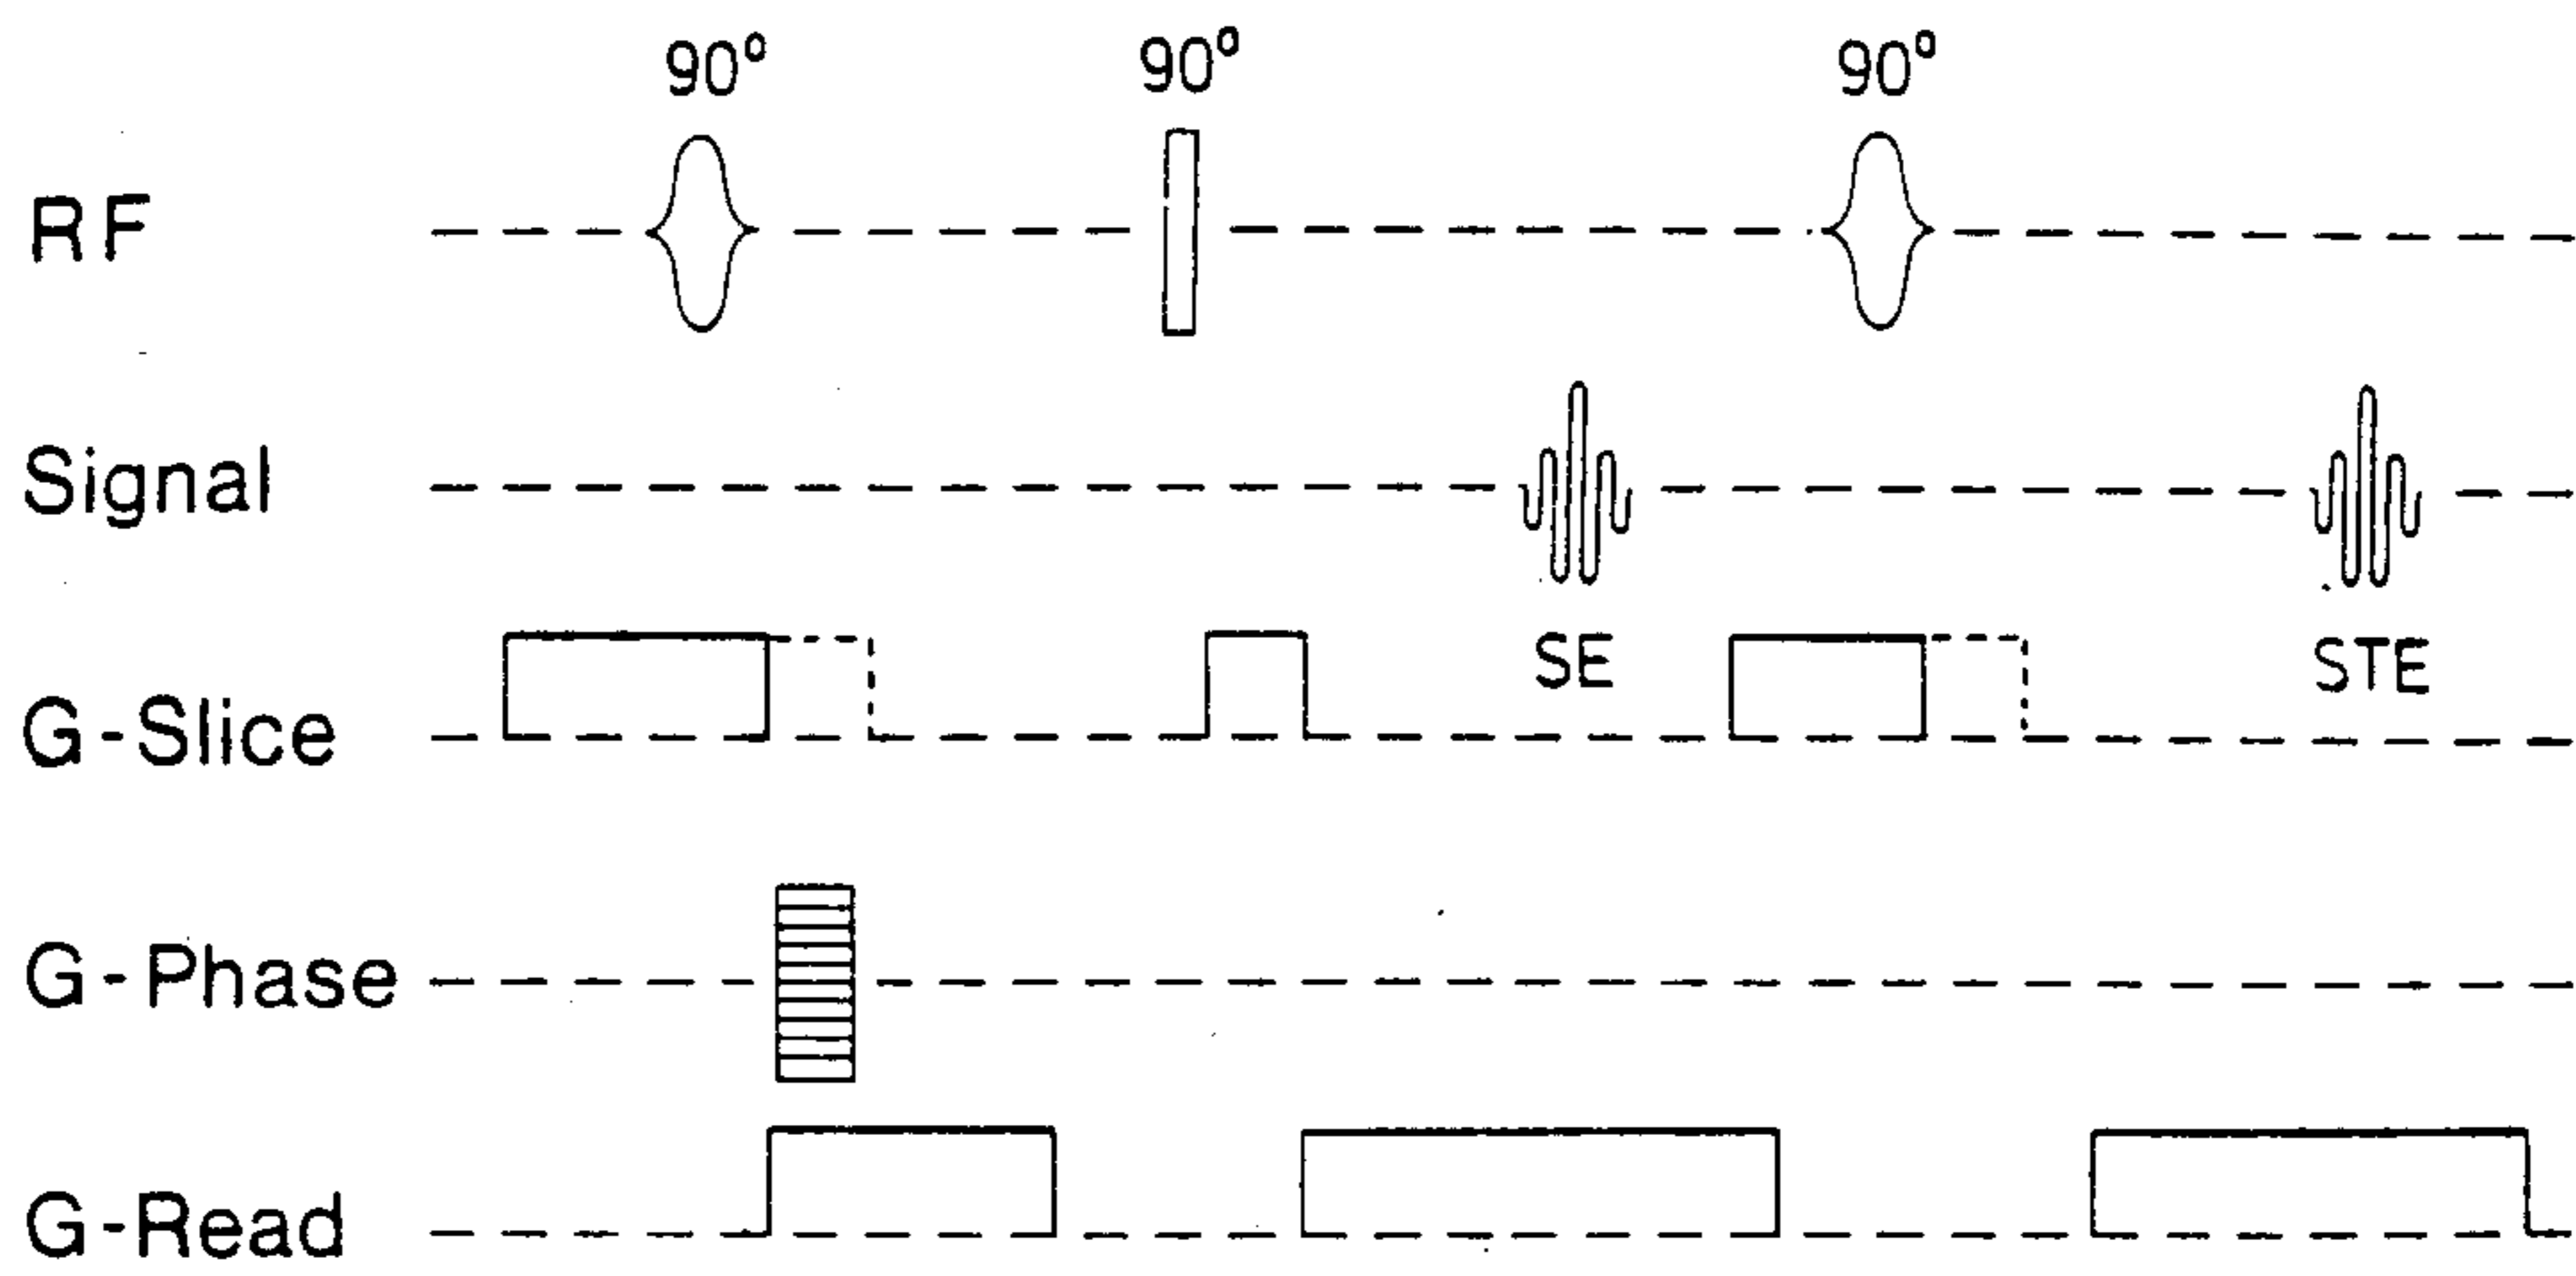 90° 90° 90°
RF
Signal
SE STE
G-Slice
G-Phase
G-Read